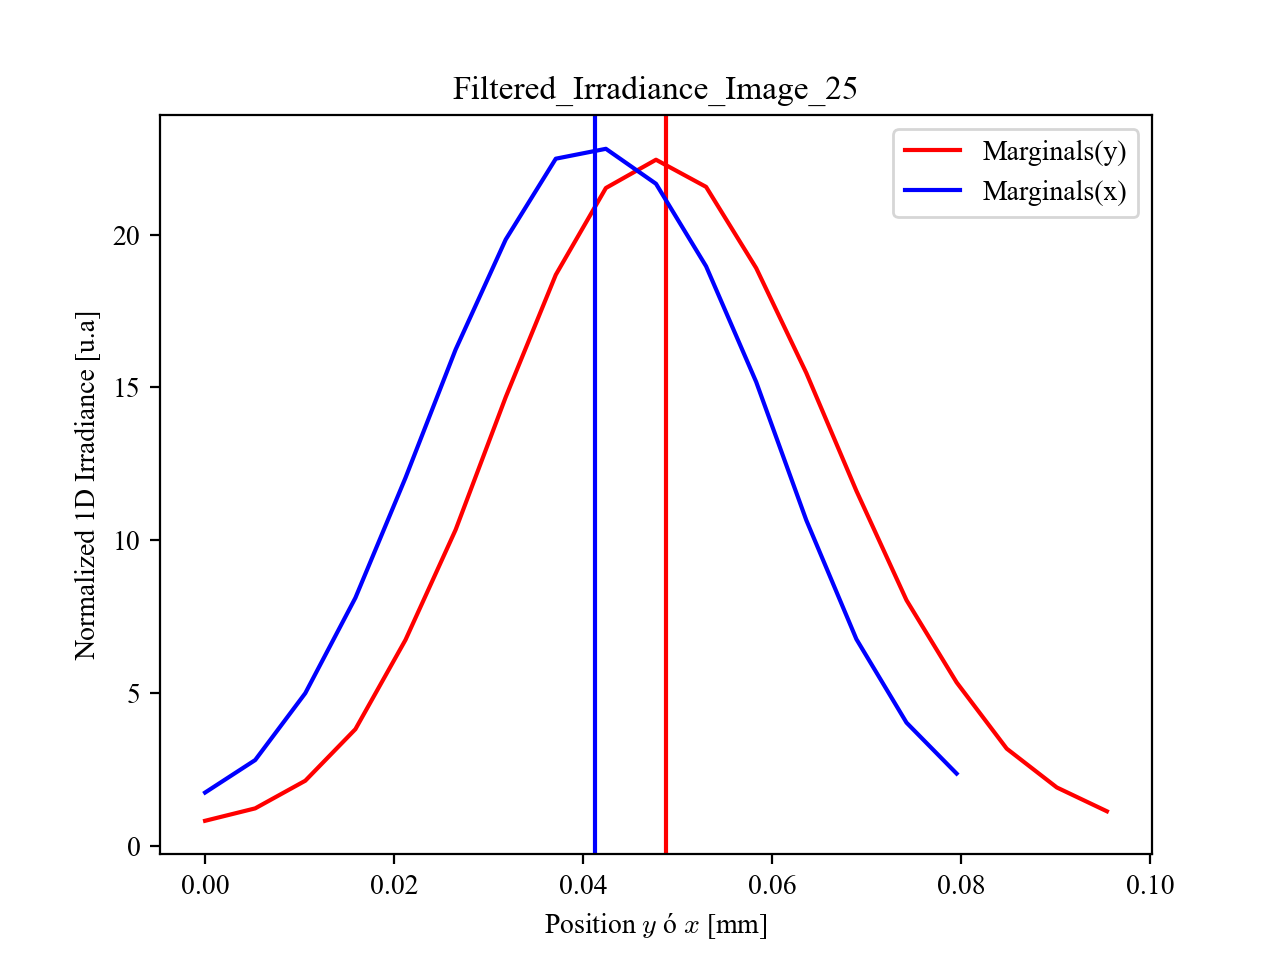 Filtered_Irradiance_Image_25
Marginals(y)
Marginals(x)
Normalized 1D Irradiance [u.a]
20
15
10
5
0
0.00 0.02 0.04 0.06 0.08 0.10
Position y ó x [mm]